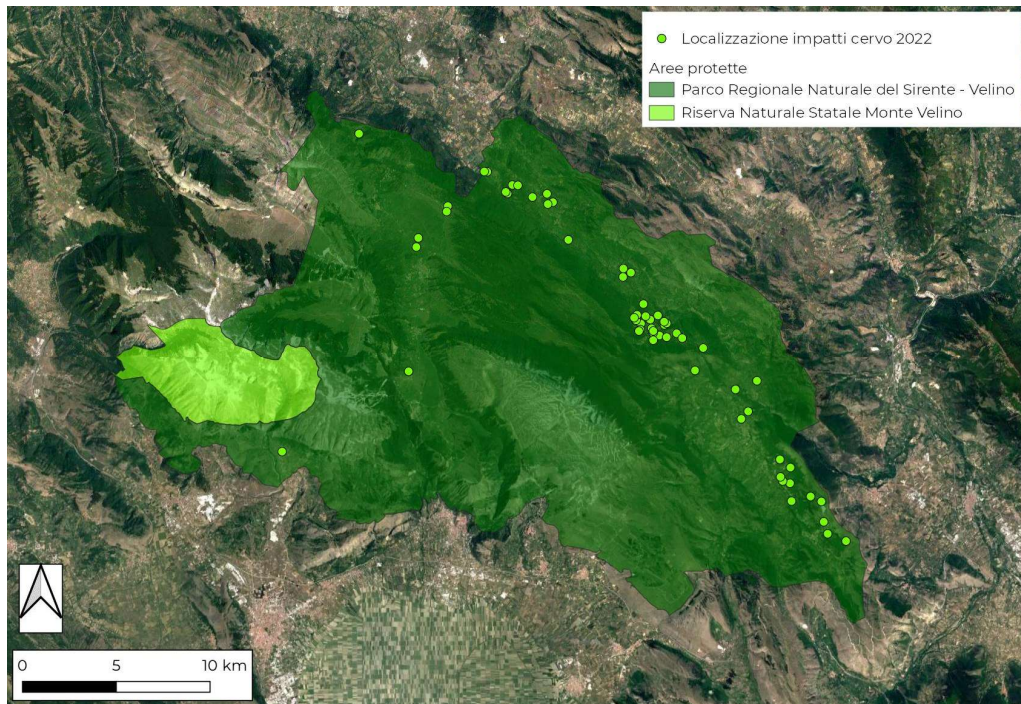 Localizzazione impatti cervo 2022
Aree protette
Parco Regionale Naturale del Sirente - Velino
Riserva Naturale Statale Monte Velino
0 5 10 km